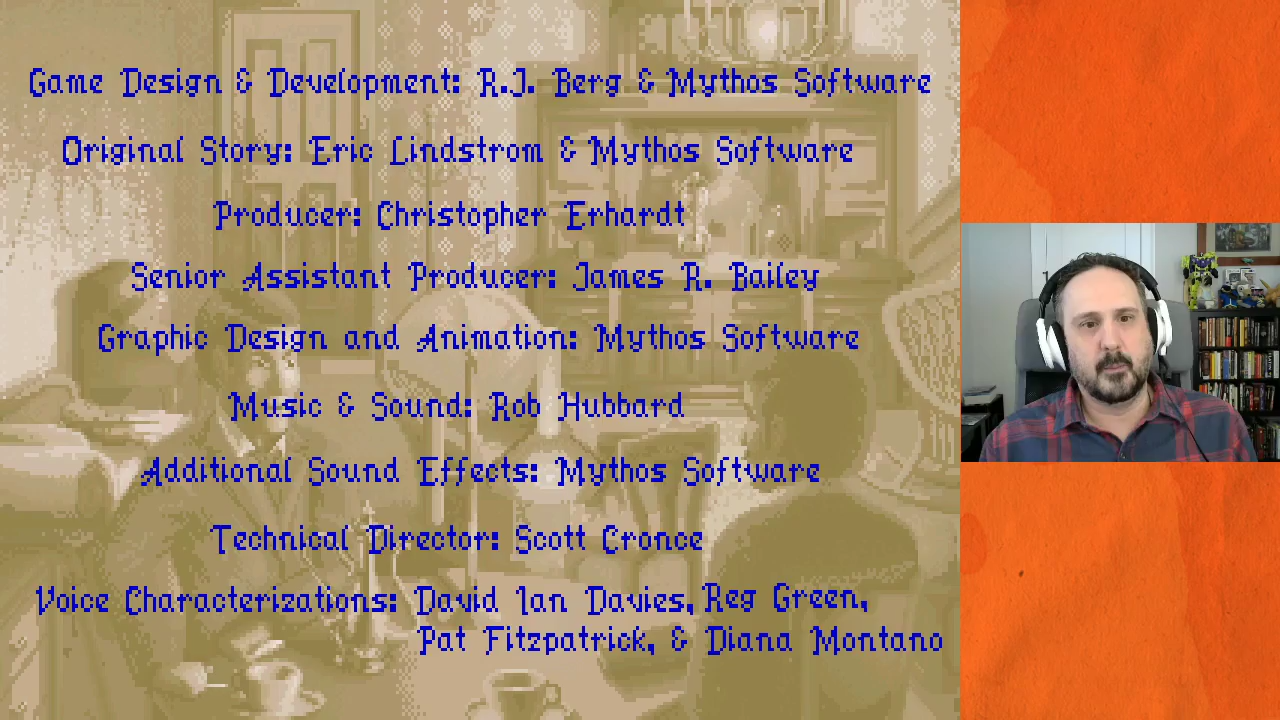 Game Design & Development: R.J. Berg & Mythos Software
Original Story: Eric Lindstrom & Mythos Software
Producer: Christopher Erhardt
Senior Assistant Producer: James R. Bailey
Graphic Design and Animation: Mythos Software
Music & Sound: Rob Hubbard
Additional Sound Effects: Mythos Software
Technical Director: Scott Cronce
Voice Characterizations: David Ian Davies, Reg Green,
Pat Fitzpatrick, & Diana Montano